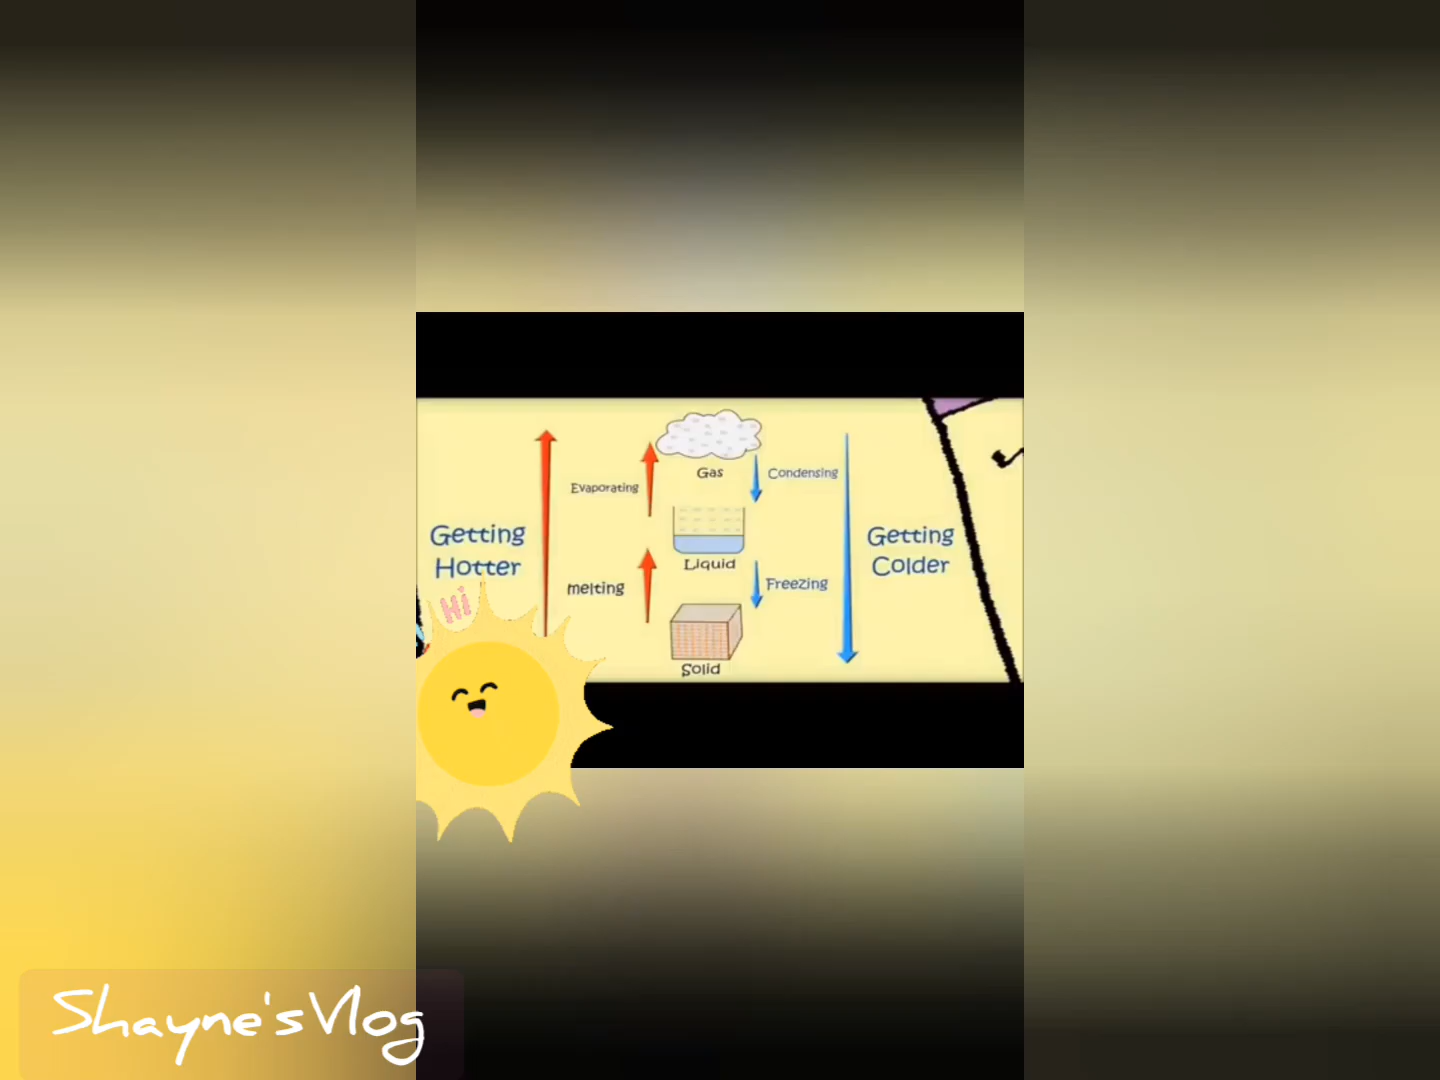 Gas
Condensing
Evaporating
Getting
Hotter
Getting
Colder
Liquid
Freezing
melting
Hi
Solid
Shayne's Vlog